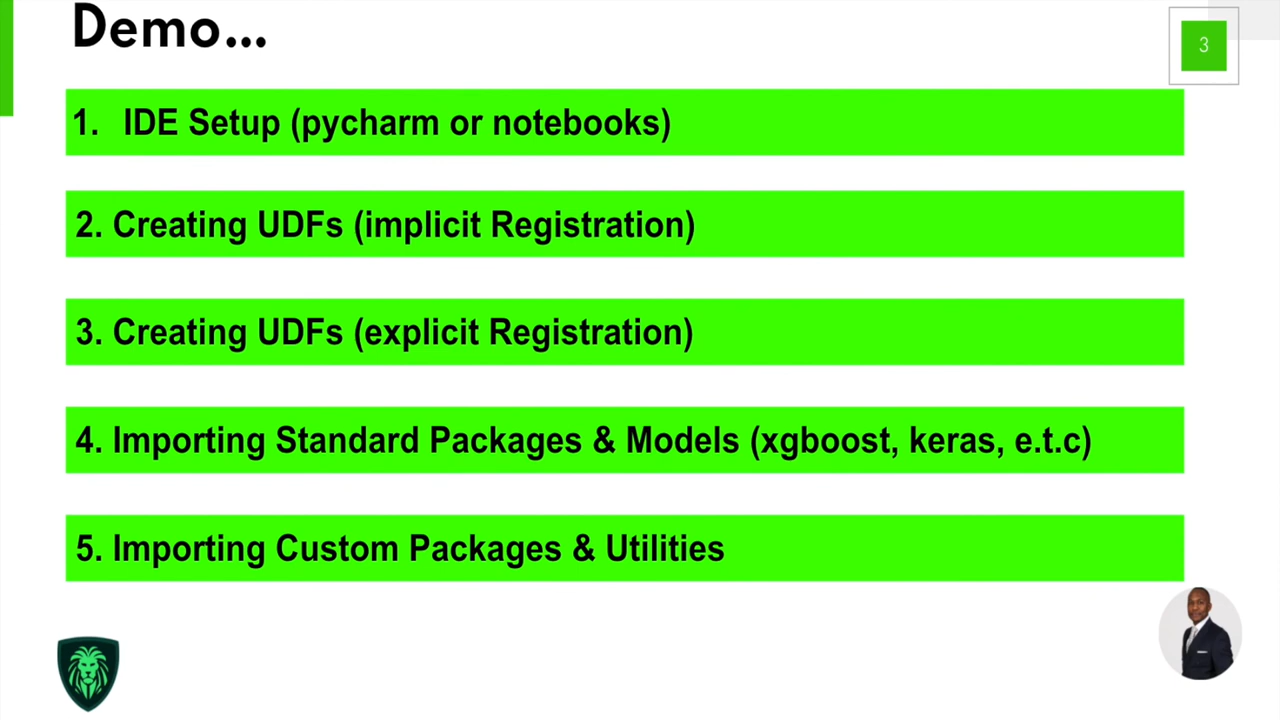 Demo...
3
1. IDE Setup (pycharm or notebooks)
2. Creating UDFs (implicit Registration)
3. Creating UDFs (explicit Registration)
4. Importing Standard Packages & Models (xgboost, keras, e.t.c)
5. Importing Custom Packages & Utilities